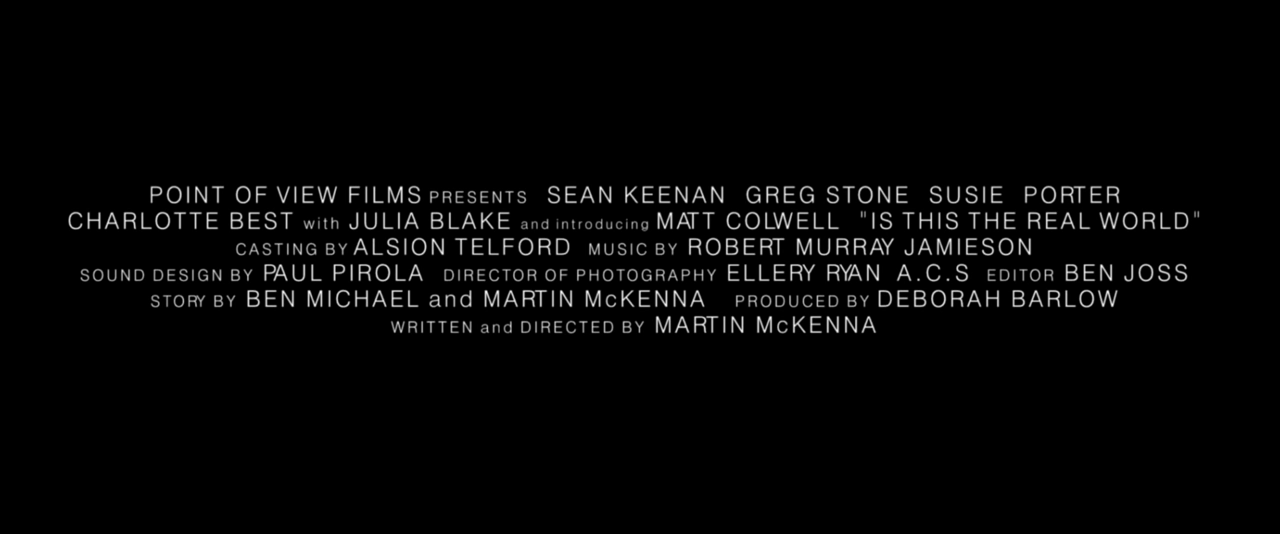 POINT OF VIEW FILMS PRESENTS SEAN KEENAN GREG STONE SUSIE PORTER
CHARLOTTE BEST with JULIA BLAKE and introducing MATT COLWELL "IS THIS THE REAL WORLD"
CASTING BY ALSION TELFORD MUSIC BY ROBERT MURRAY JAMIESON
SOUND DESIGN BY PAUL PIROLA DIRECTOR OF PHOTOGRAPHY ELLERY RYAN A.C.S EDITOR BEN JOSS
STORY BY BEN MICHAEL and MARTIN McKENNA PRODUCED BY DEBORAH BARLOW
WRITTEN and DIRECTED BY MARTIN McKENNA